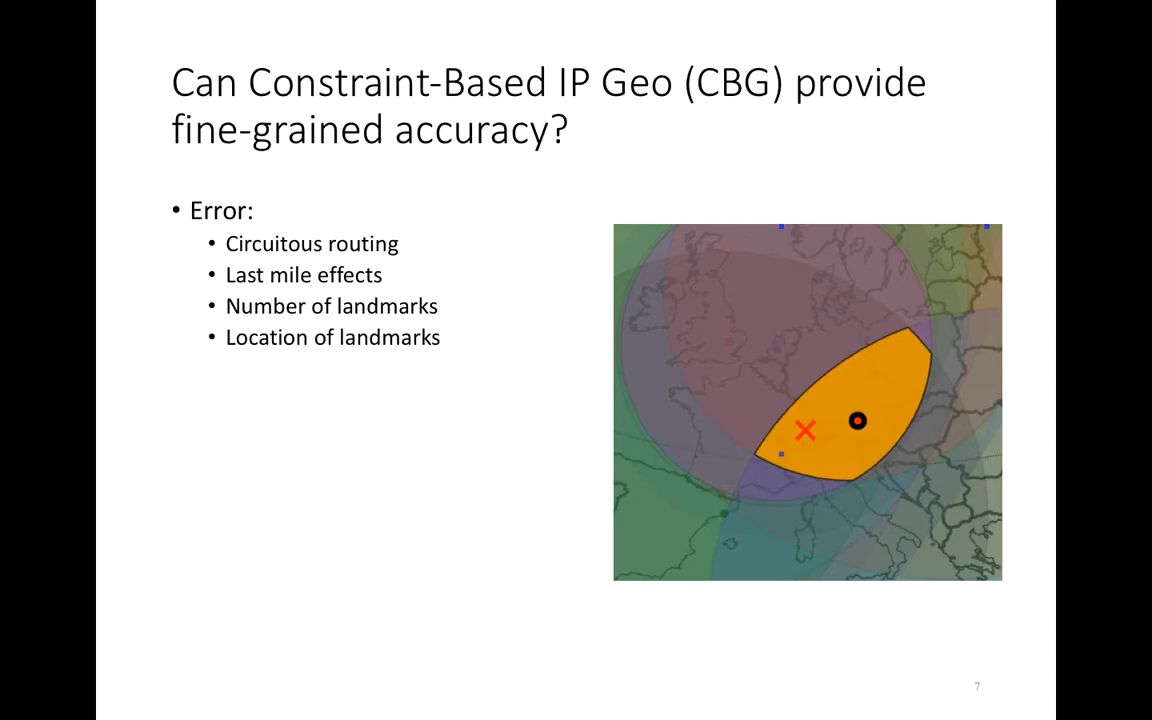 Can Constraint-Based IP Geo (CBG) provide
fine-grained accuracy?
• Error:
• Circuitous routing
• Last mile effects
• Number of landmarks
• Location of landmarks
7